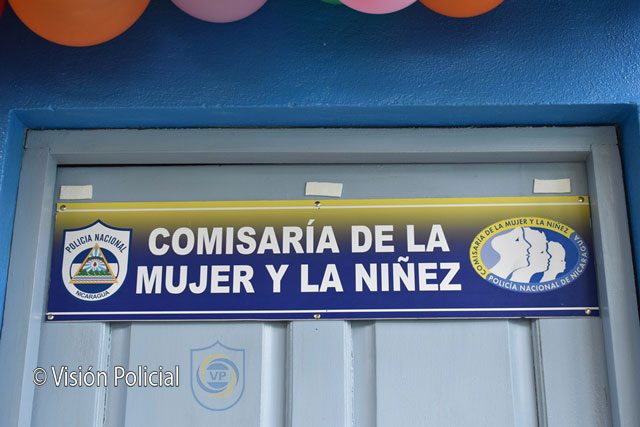 POLICIA NACIONAL
NICARAGUA
COMISARÍA DE LA
MUJER Y LA NIÑEZ
COMISARÍA DE LA MUJER Y LA NIÑEZ
POLICÍA NACIONAL DE NICARAGUA
© Visión Policial
VP